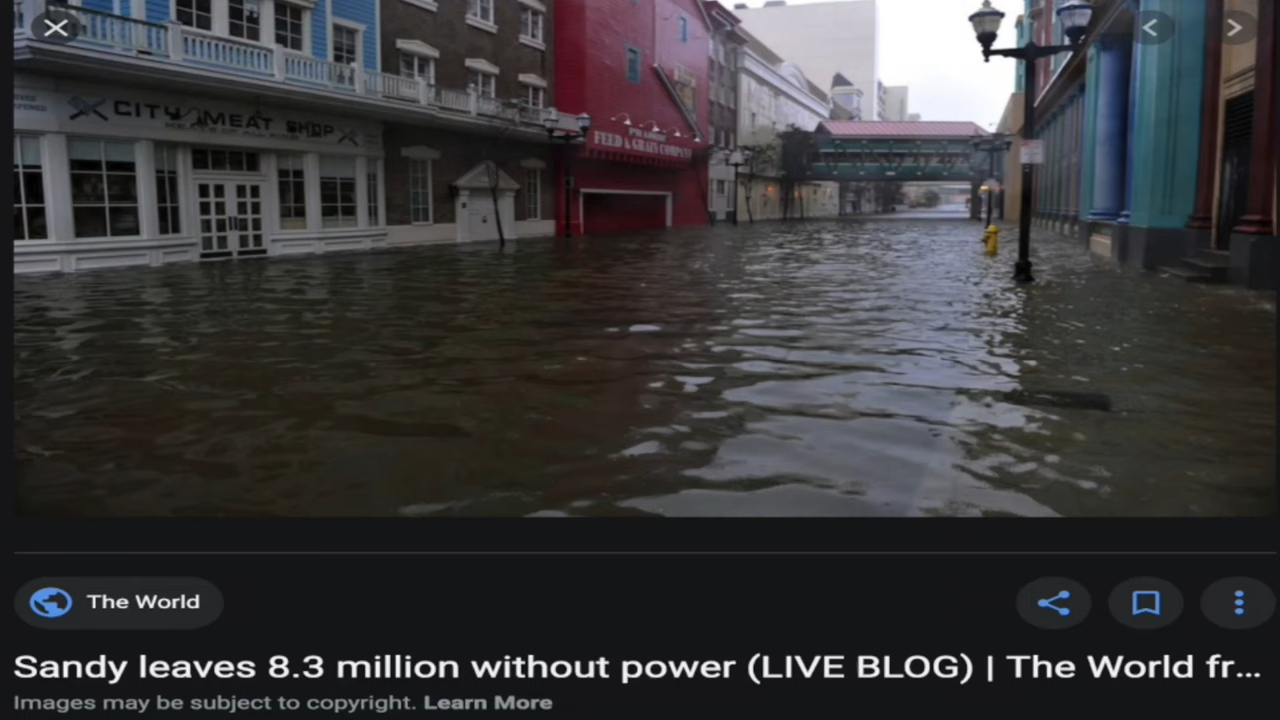 CITY MEAT SHOP
FEED & GRAIN COMPANY
The World
Sandy leaves 8.3 million without power (LIVE BLOG) | The World fr...
Images may be subject to copyright. Learn More